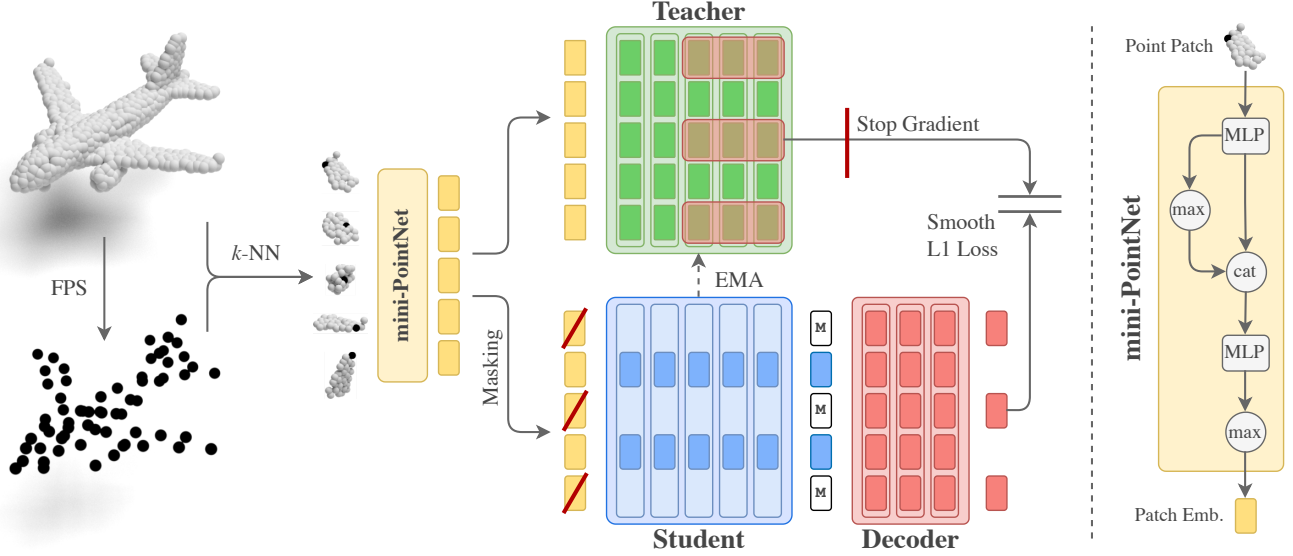 Teacher
Point Patch
Stop Gradient
MLP
max
k-NN
mini-PointNet
Smooth
L1 Loss
mini-PointNet
cat
FPS
EMA
Masking
M
M
M
MLP
max
Student
Decoder
Patch Emb.